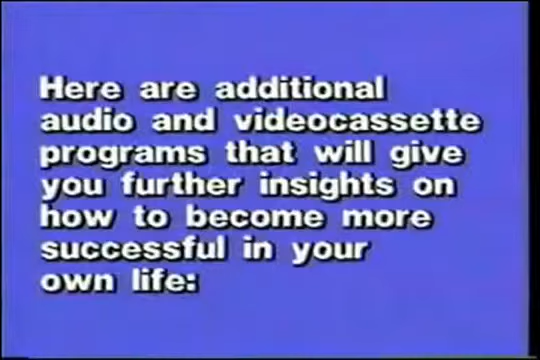 Here are additional
audio and videocassette
programs that will give
you further insights on
how to become more
successful in your
own life: